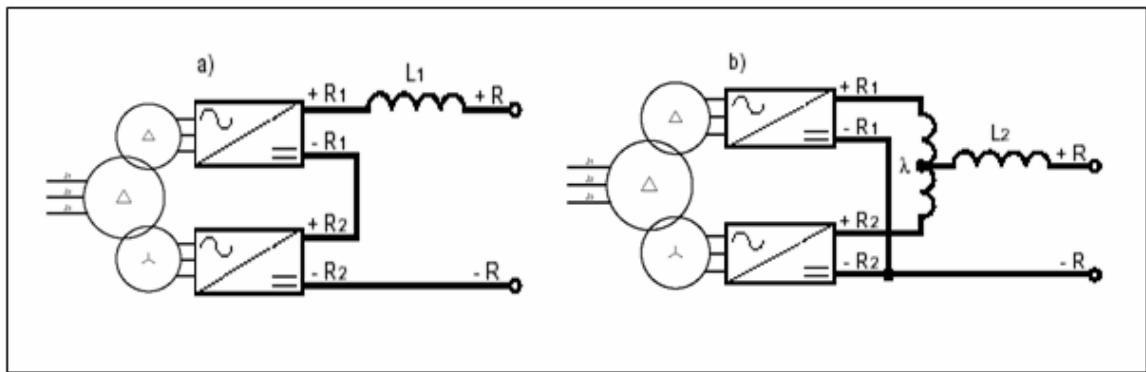 a)
L1
+ R1
+ R
- R1
+ R2
- R2
- R
b)
+ R1
- R1
L2
λ
+ R
+ R2
- R2
- R